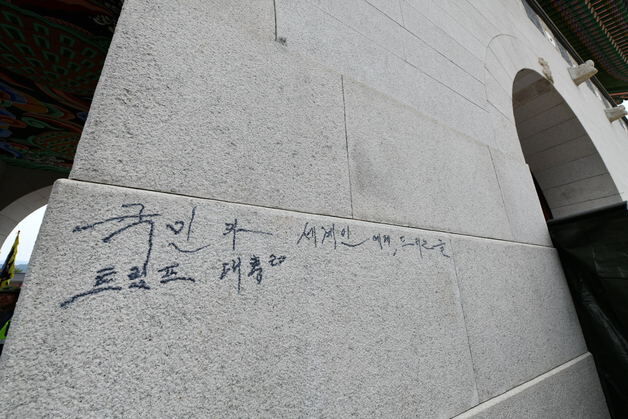 국민과 세계인에게, 드리는 글
트럼프 대통령